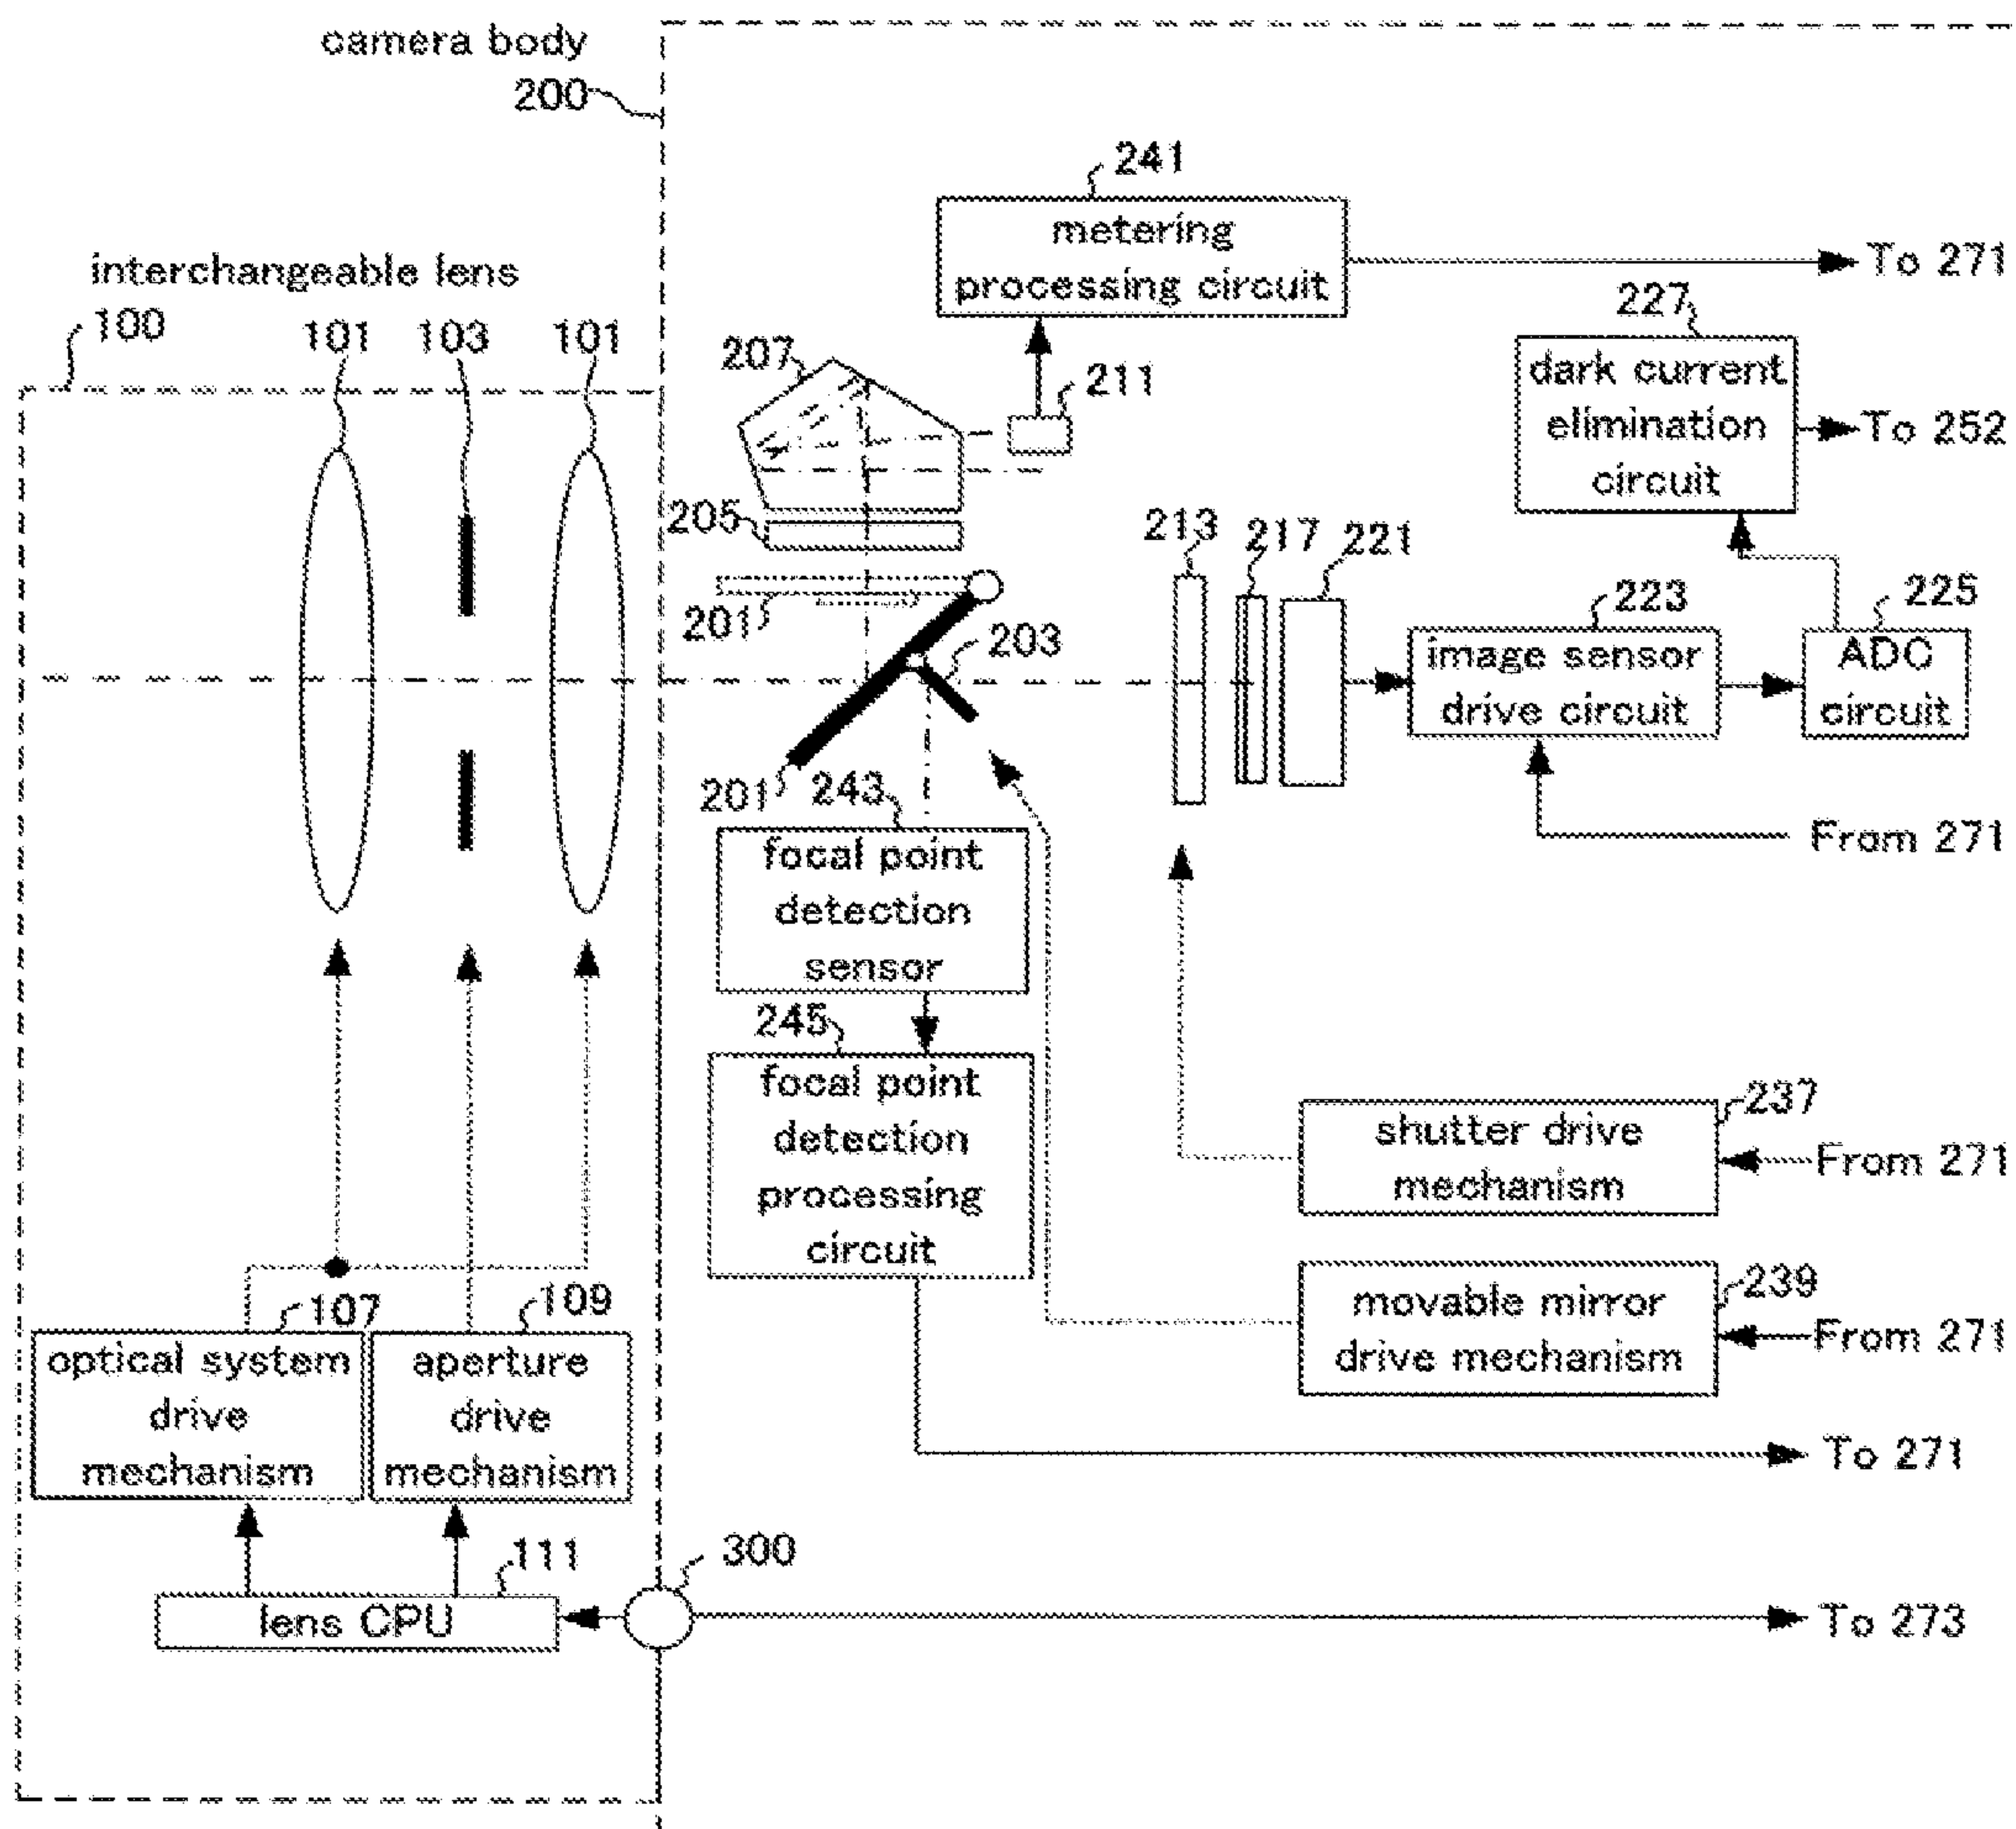 camera body
200
241
metering
processing circuit
To 271
interchangeable lens
100
101
103
101
207
211
227
dark current
elimination
circuit
To 252
205
213
217
221
201
203
223
image sensor
drive circuit
225
ADC
circuit
201
243
From 271
focal point
detection
sensor
245
focal point
detection
processing
circuit
237
shutter drive
mechanism
From 271
239
movable mirror
drive mechanism
From 271
107
optical system
drive
mechanism
109
aperture
drive
mechanism
To 271
111
lens CPU
300
To 273